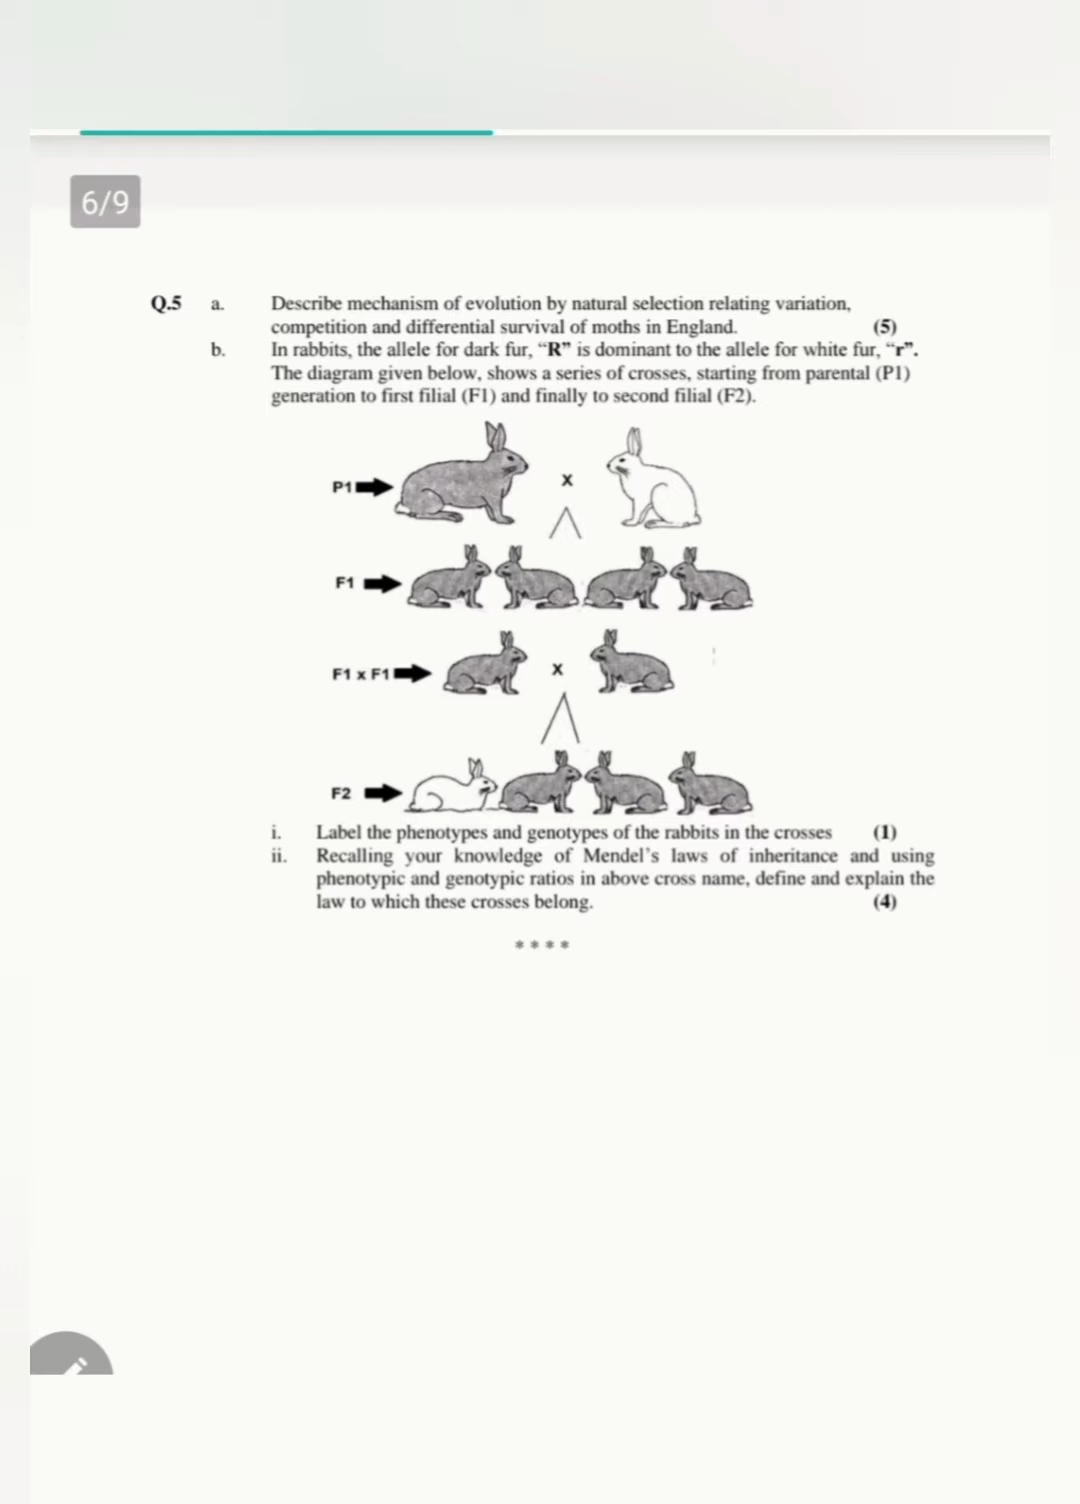 6/9
Q.5 a. Describe mechanism of evolution by natural selection relating variation,
competition and differential survival of moths in England. (5)
b. In rabbits, the allele for dark fur, “R” is dominant to the allele for white fur, “r”.
The diagram given below, shows a series of crosses, starting from parental (P1)
generation to first filial (F1) and finally to second filial (F2).
P1 x
F1
F1 x F1 x
F2
i. Label the phenotypes and genotypes of the rabbits in the crosses (1)
ii. Recalling your knowledge of Mendel’s laws of inheritance and using
phenotypic and genotypic ratios in above cross name, define and explain the
law to which these crosses belong. (4)
****